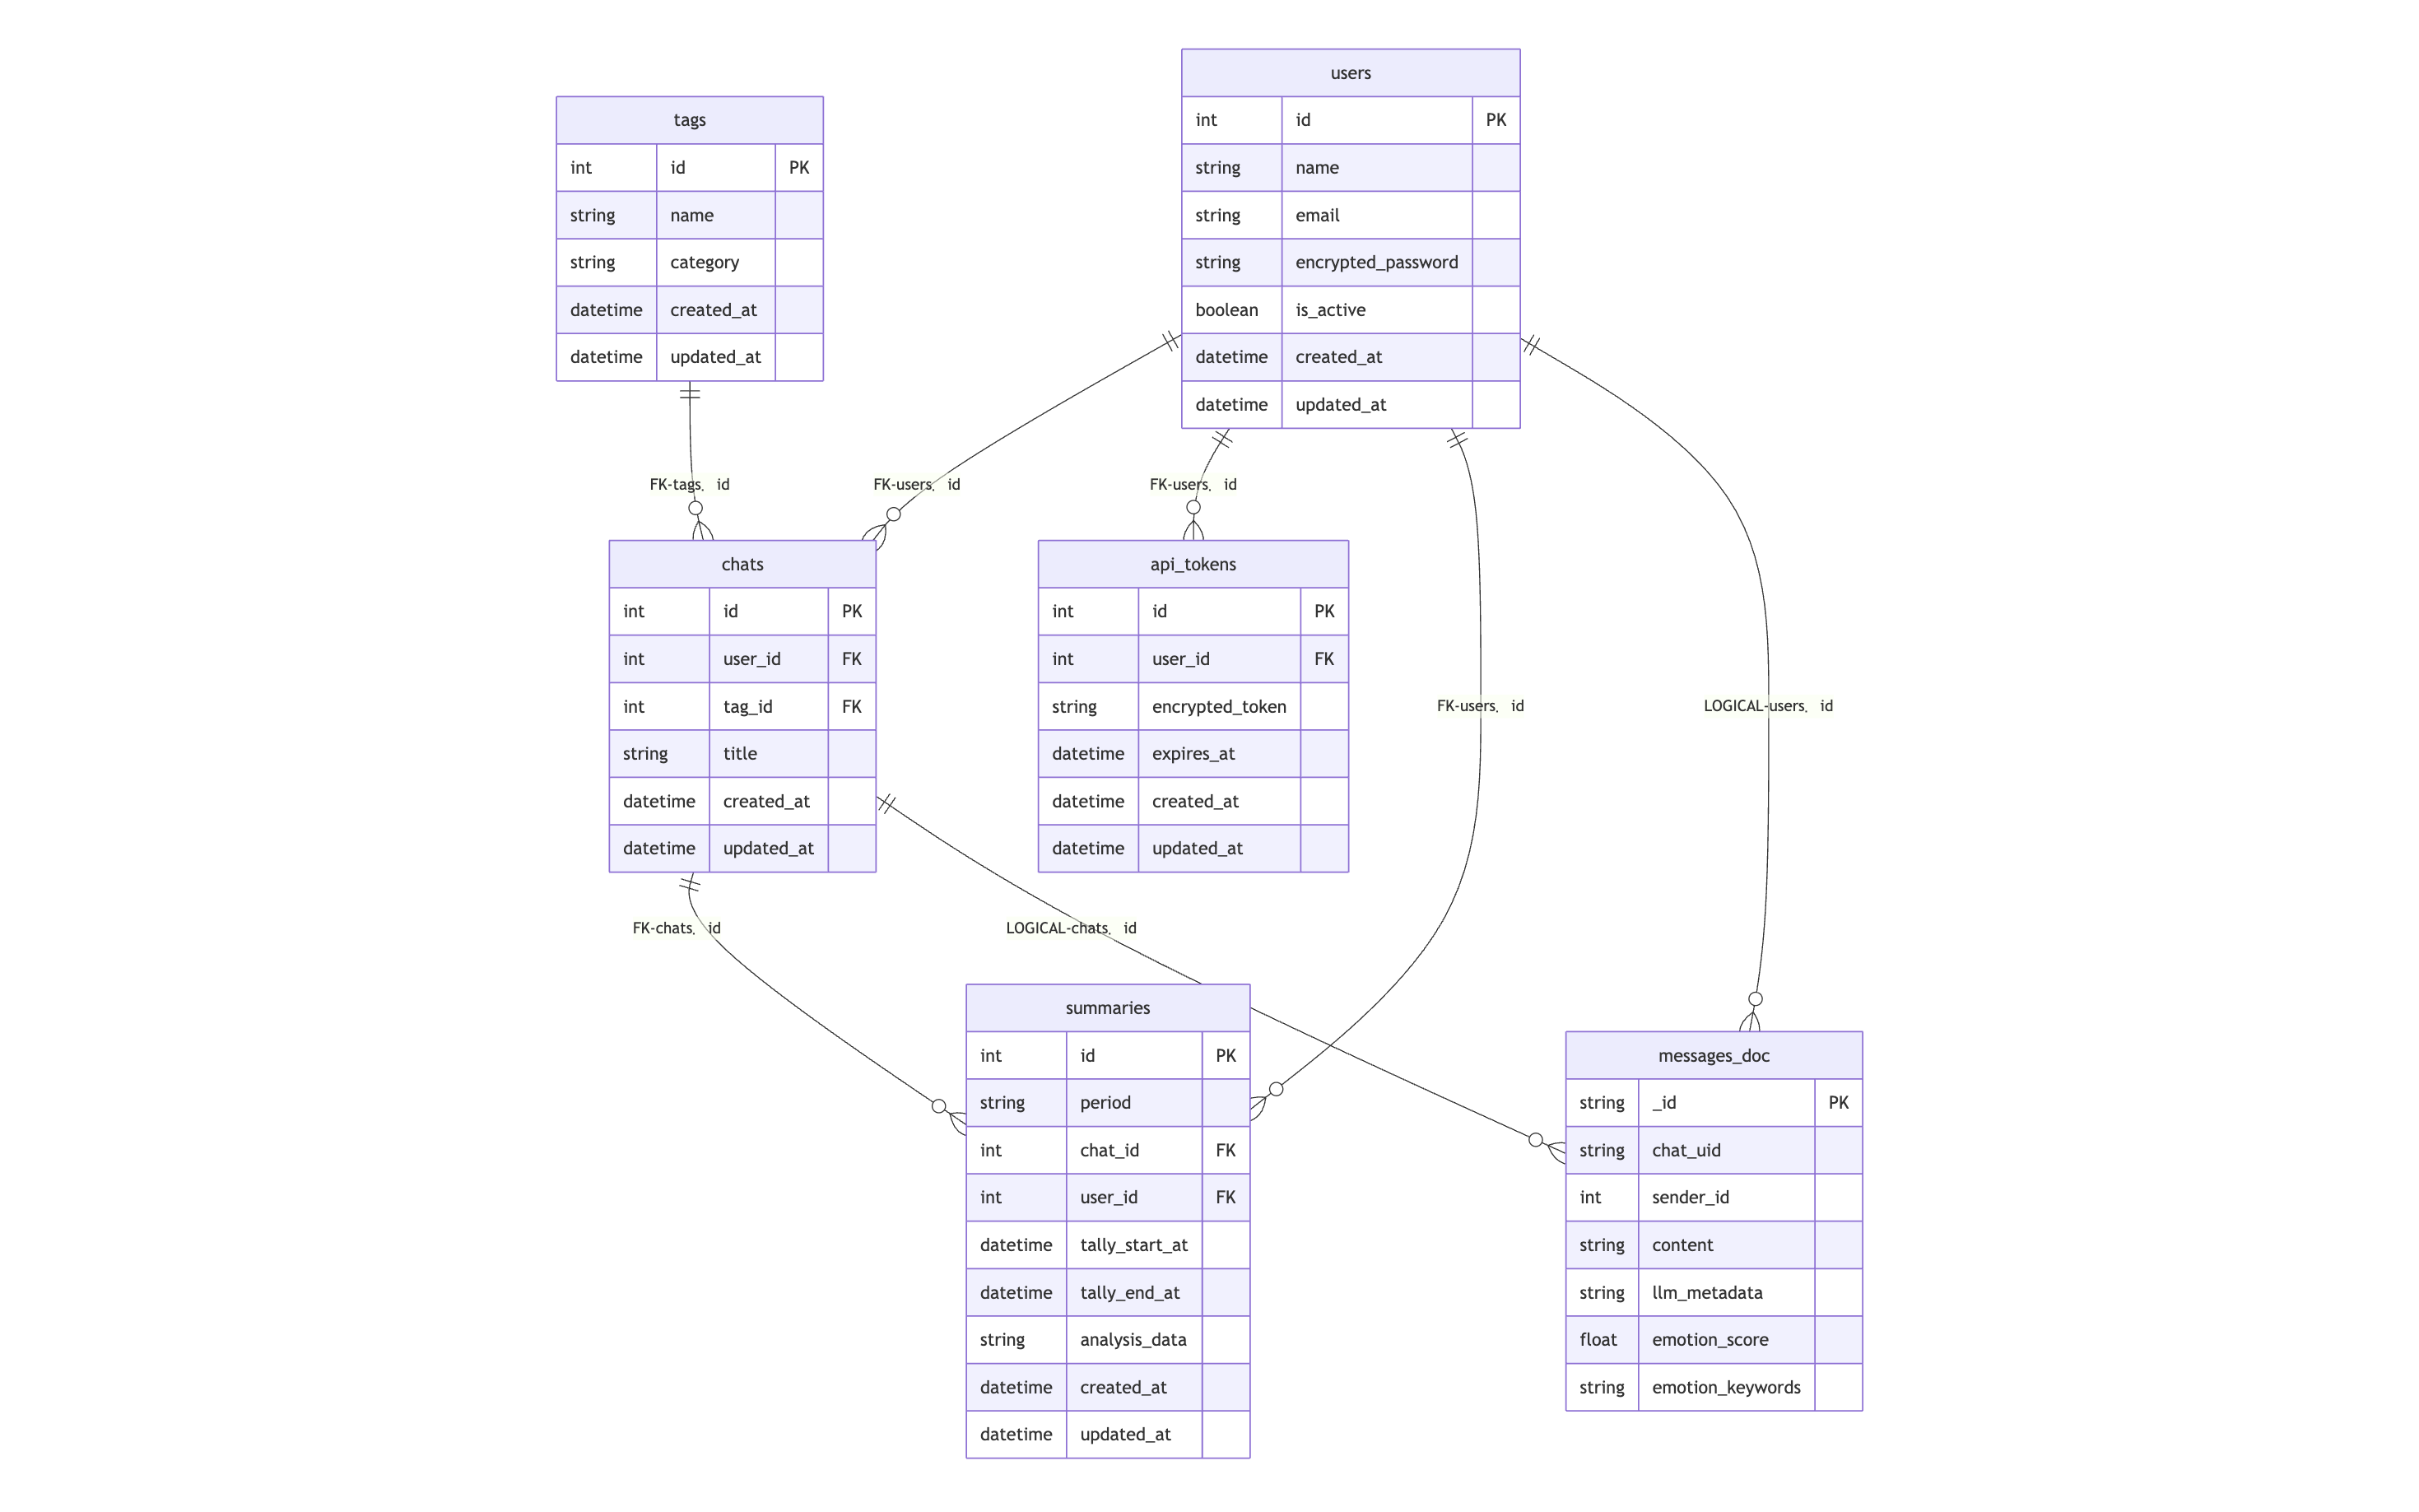 users
int id PK
string name
string email
string encrypted_password
boolean is_active
datetime created_at
datetime updated_at
tags
int id PK
string name
string category
datetime created_at
datetime updated_at
FK-tags．id
FK-users．id
FK-users．id
chats
int id PK
int user_id FK
int tag_id FK
string title
datetime created_at
datetime updated_at
api_tokens
int id PK
int user_id FK
string encrypted_token
datetime expires_at
datetime created_at
datetime updated_at
FK-users．id
LOGICAL-users．id
FK-chats．id
LOGICAL-chats．id
summaries
int id PK
string period
int chat_id FK
int user_id FK
datetime tally_start_at
datetime tally_end_at
string analysis_data
datetime created_at
datetime updated_at
messages_doc
string _id PK
string chat_uid
int sender_id
string content
string llm_metadata
float emotion_score
string emotion_keywords